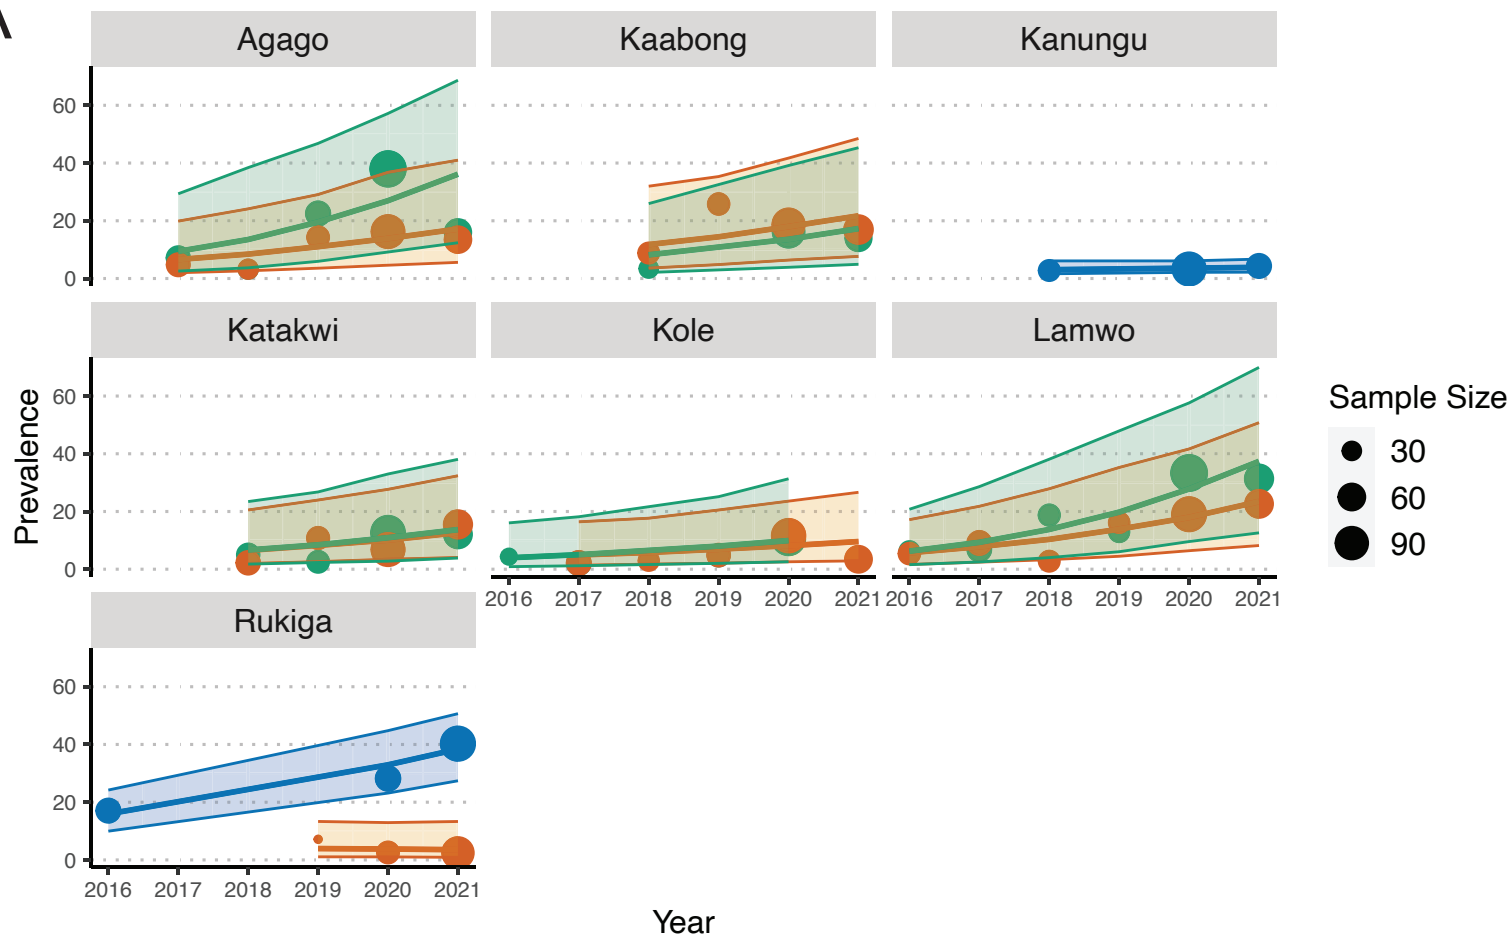 A
Agago Kaabong Kanungu
60
40
20
0
Katakwi Kole Lamwo
Prevalence
60
40
20
0
2016 2017 2018 2019 2020 2021 2016 2017 2018 2019 2020 2021
Sample Size
30
60
90
Rukiga
60
40
20
0
2016 2017 2018 2019 2020 2021
Year